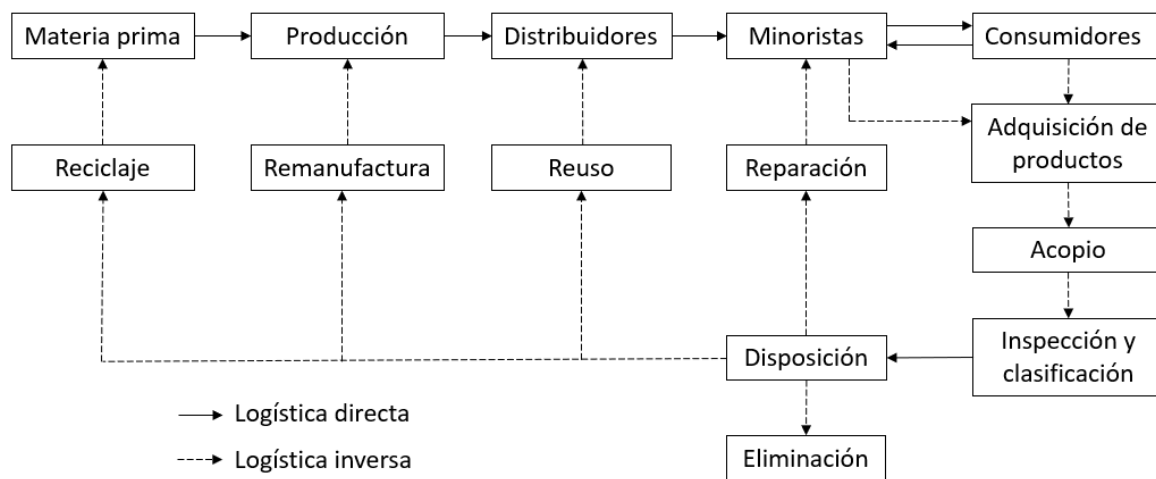 Materia prima
Producción
Distribuidores
Minoristas
Consumidores
Adquisición de
productos
Reciclaje
Remanufactura
Reuso
Reparación
Acopio
Inspección y
clasificación
Disposición
Logística directa
Logística inversa
Eliminación